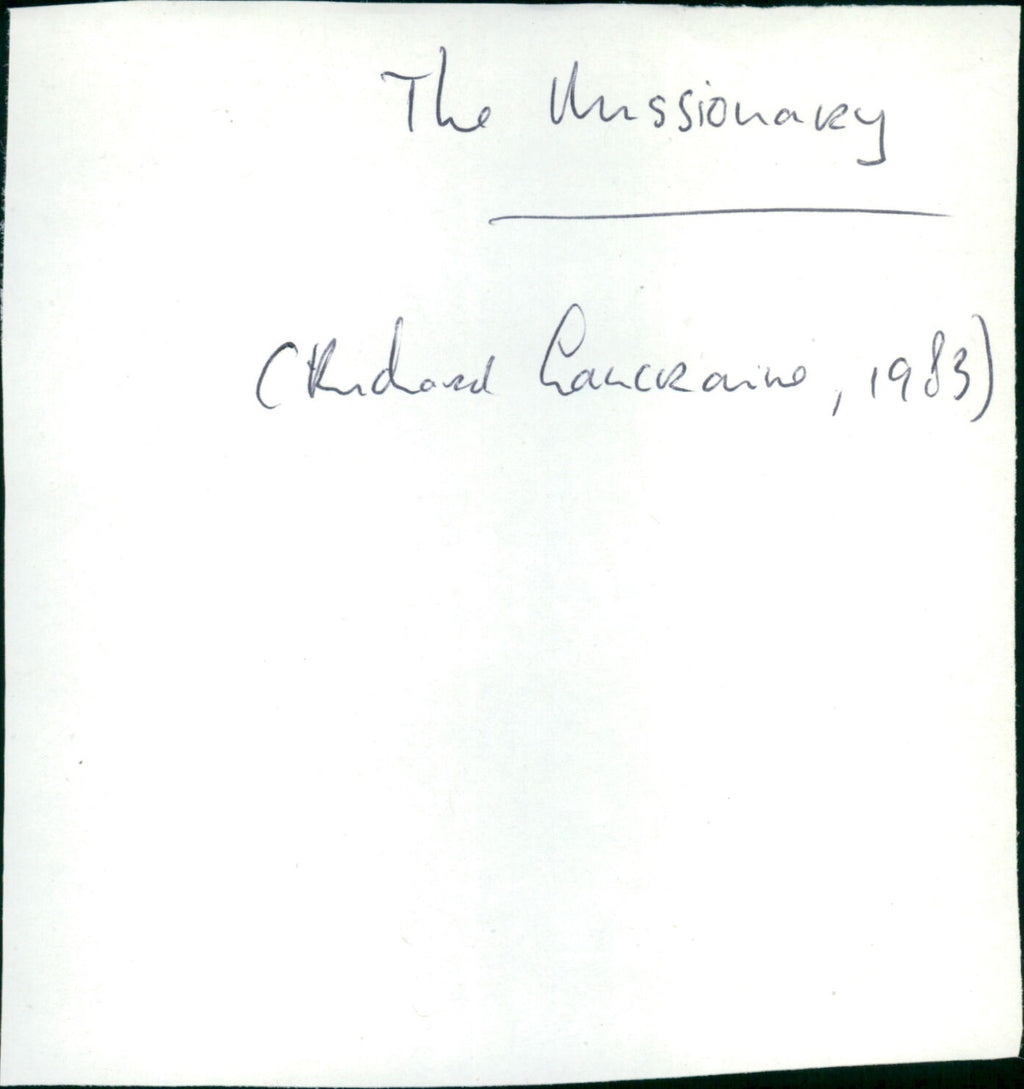 The Missionary
(Richard Loncraine, 1983)